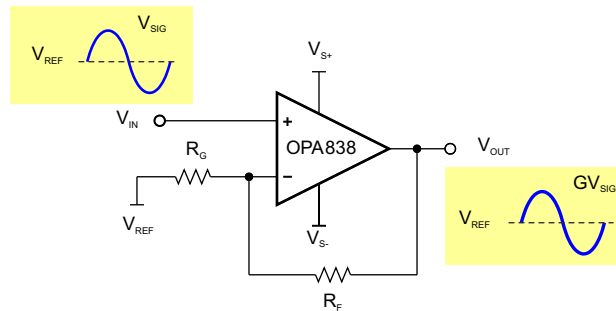 V_SIG
V_REF
V_S+
V_IN
+
OPA838
R_G
−
V_OUT
V_REF
V_S-
GV_SIG
V_REF
R_F